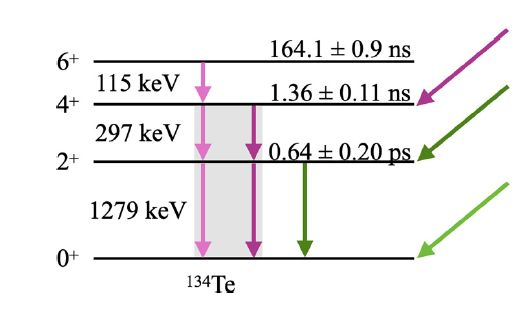 6+ 164.1 ± 0.9 ns
115 keV
4+ 1.36 ± 0.11 ns
297 keV
2+ 0.64 ± 0.20 ps
1279 keV
0+
134Te